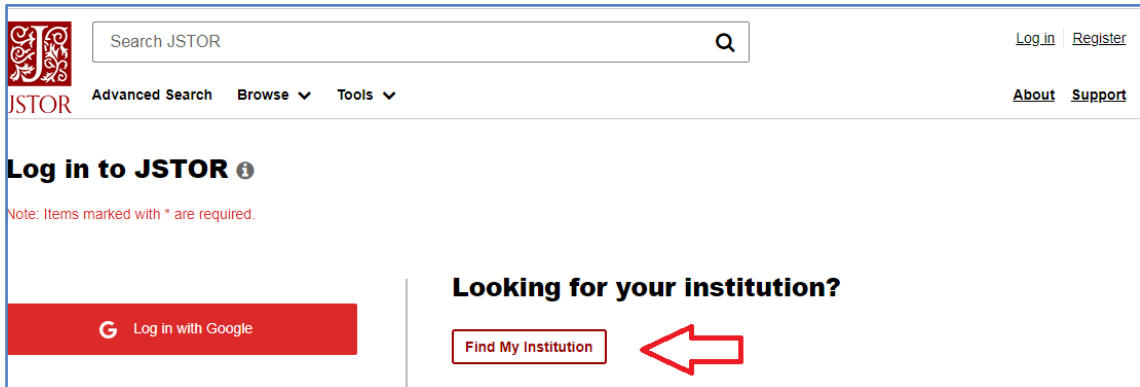 Search JSTOR
Log in Register
JSTOR
Advanced Search Browse Tools
About Support
Log in to JSTOR
Note: Items marked with * are required.
Looking for your institution?
G Log in with Google
Find My Institution